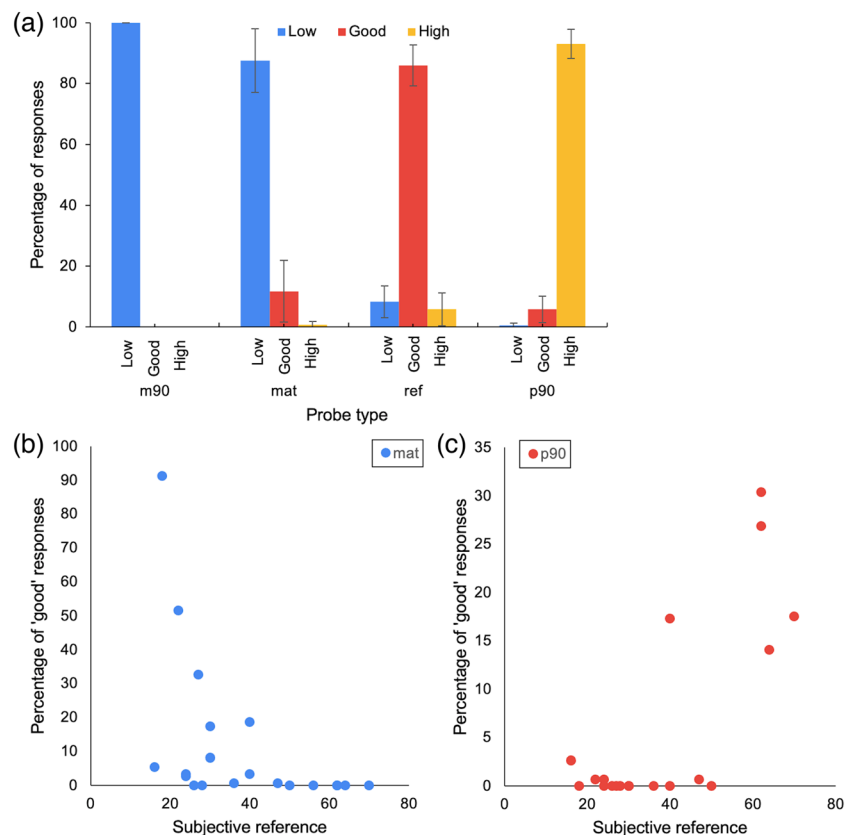 (a)
Low Good High
Percentage of responses
100
80
60
40
20
0
Low Good High Low Good High Low Good High Low Good High
m90 mat ref p90
Probe type
(b)
mat
Percentage of 'good' responses
100
90
80
70
60
50
40
30
20
10
0
0 20 40 60 80
Subjective reference
(c)
p90
Percentage of 'good' responses
35
30
25
20
15
10
5
0
0 20 40 60 80
Subjective reference